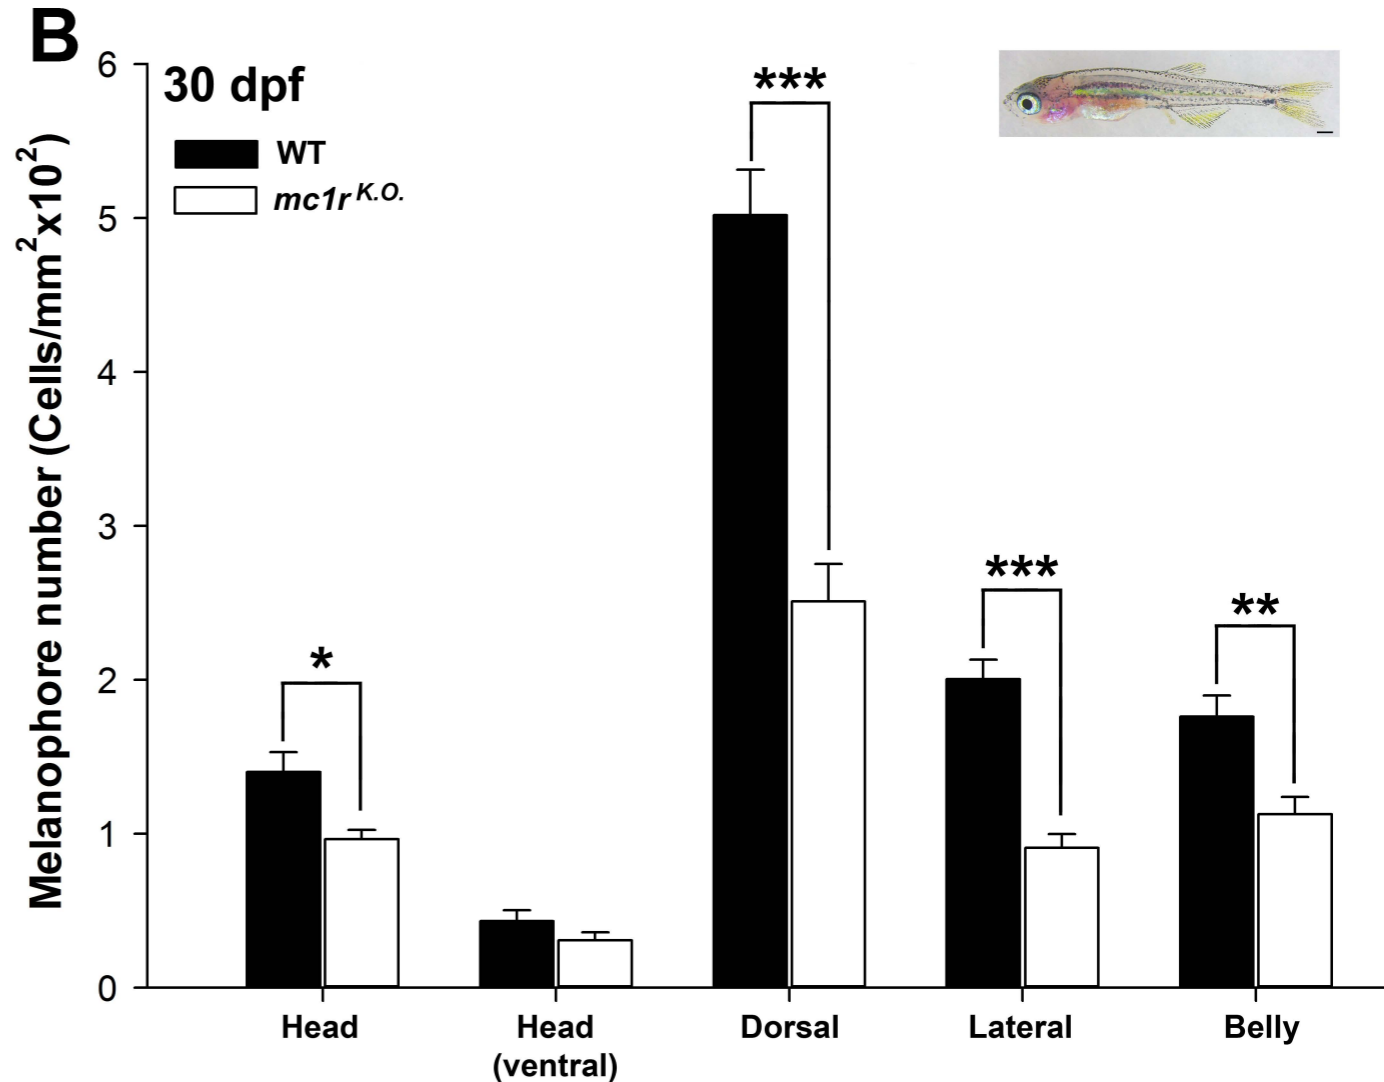 B
30 dpf
WT
mc1r K.O.
Melanophore number (Cells/mm²x10²)
6
5
4
3
2
1
0
*
***
***
**
Head
Head
(ventral)
Dorsal
Lateral
Belly